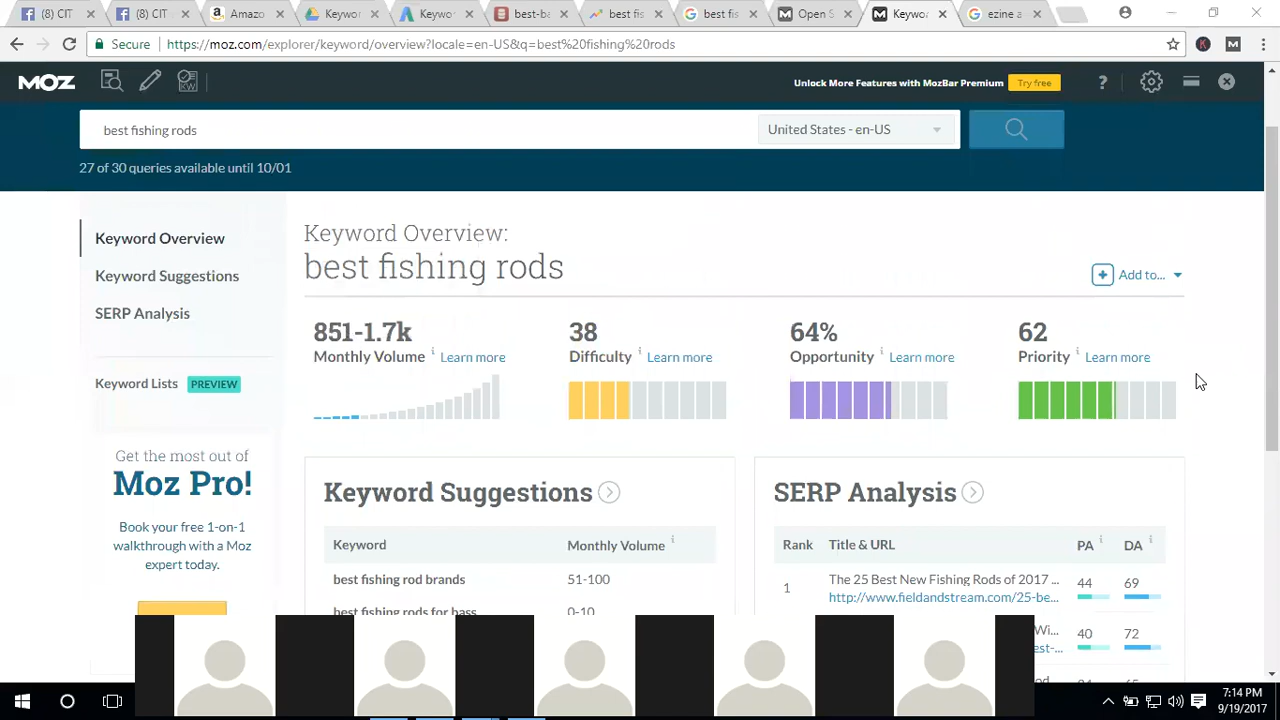 (8) CIT
(8) CIT
Amazo
Keyword
Keywo
best-ba
best fis
best fis
Open S
Keywo
ezine a
Secure
https://moz.com/explorer/keyword/overview?locale=en-US&q=best%20fishing%20rods
MOZ
KW
Unlock More Features with MozBar Premium
Try free
?
best fishing rods
United States - en-US
27 of 30 queries available until 10/01
Keyword Overview
Keyword Suggestions
SERP Analysis
Keyword Lists PREVIEW
Get the most out of
Moz Pro!
Book your free 1-on-1
walkthrough with a Moz
expert today.
Keyword Overview:
best fishing rods
Add to...
851-1.7k
Monthly Volume
Learn more
38
Difficulty
Learn more
64%
Opportunity
Learn more
62
Priority
Learn more
Keyword Suggestions
Keyword
Monthly Volume
best fishing rod brands
51-100
best fishing rods for bass
0-10
SERP Analysis
Rank
Title & URL
PA
DA
1
The 25 Best New Fishing Rods of 2017 ...
http://www.fieldandstream.com/25-be...
44
69
Wi...
est-...
40
72
7:14 PM
9/19/2017